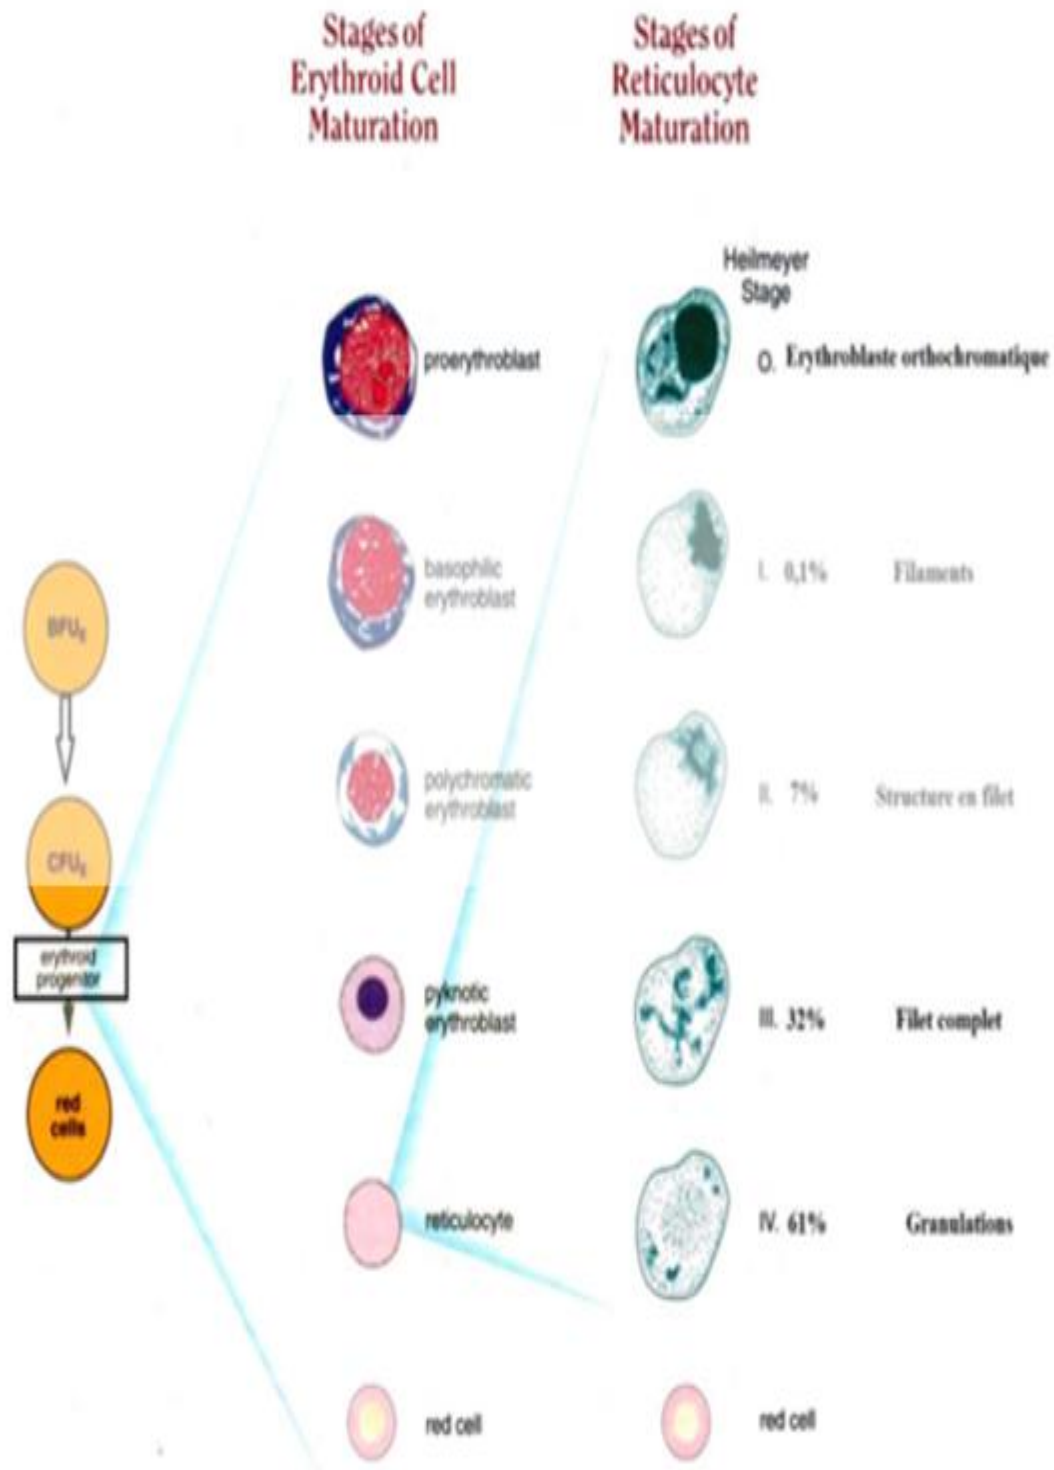 Stages of
Erythroid Cell
Maturation
Stages of
Reticulocyte
Maturation
Heilmeyer
Stage
proerythroblast
O. Erythroblaste orthochromatique
basophilic
erythroblast
I. 0,1% Filaments
BFUE
polychromatic
erythroblast
II. 7% Structure en filet
CFUE
erythroid
progenitor
pyknotic
erythroblast
III. 32% Filet complet
red
cells
reticulocyte
IV. 61% Granulations
red cell
red cell